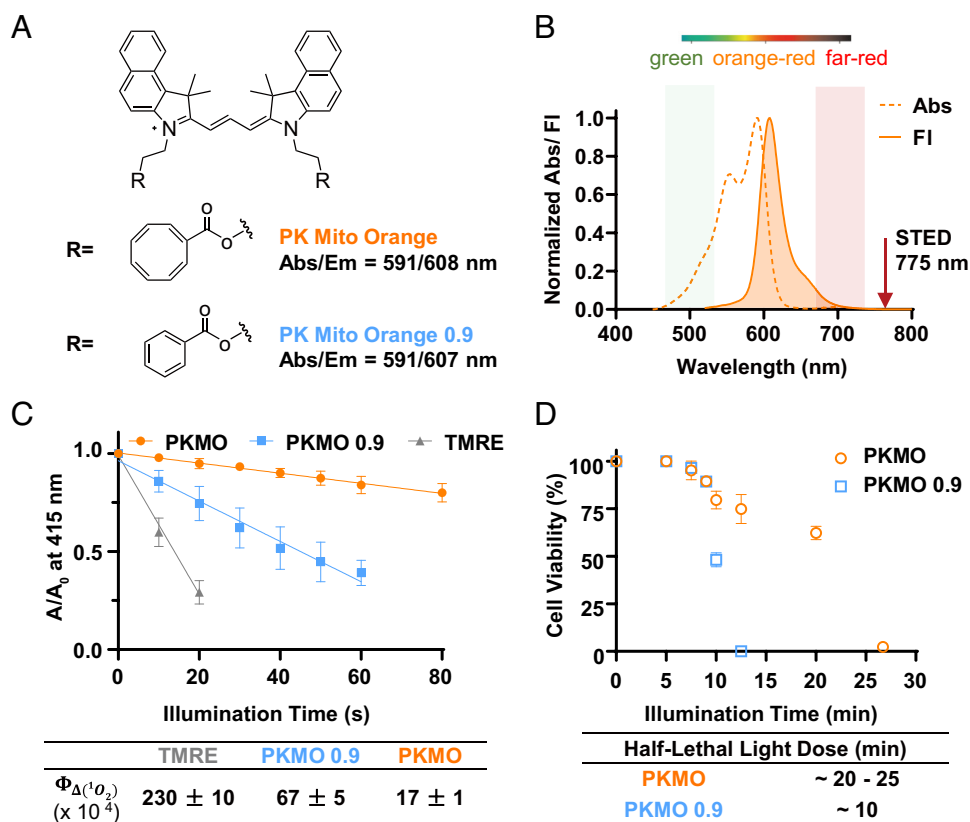 A
N
+
N
R
R
R=
O
O
PK Mito Orange
Abs/Em = 591/608 nm
R=
O
O
PK Mito Orange 0.9
Abs/Em = 591/607 nm
B
green orange-red far-red
Normalized Abs/ Fl
1.0
0.8
0.6
0.4
0.2
0.0
400 500 600 700 800
Wavelength (nm)
Abs
Fl
STED
775 nm
C
PKMO PKMO 0.9 TMRE
A/A0 at 415 nm
1.0
0.5
0.0
0 20 40 60 80
Illumination Time (s)
TMRE PKMO 0.9 PKMO
ΦΔ(¹O₂)
(x 10⁴) 230 ± 10 67 ± 5 17 ± 1
D
PKMO
PKMO 0.9
Cell Viability (%)
100
75
50
25
0
0 5 10 15 20 25 30
Illumination Time (min)
Half-Lethal Light Dose (min)
PKMO ~ 20 - 25
PKMO 0.9 ~ 10